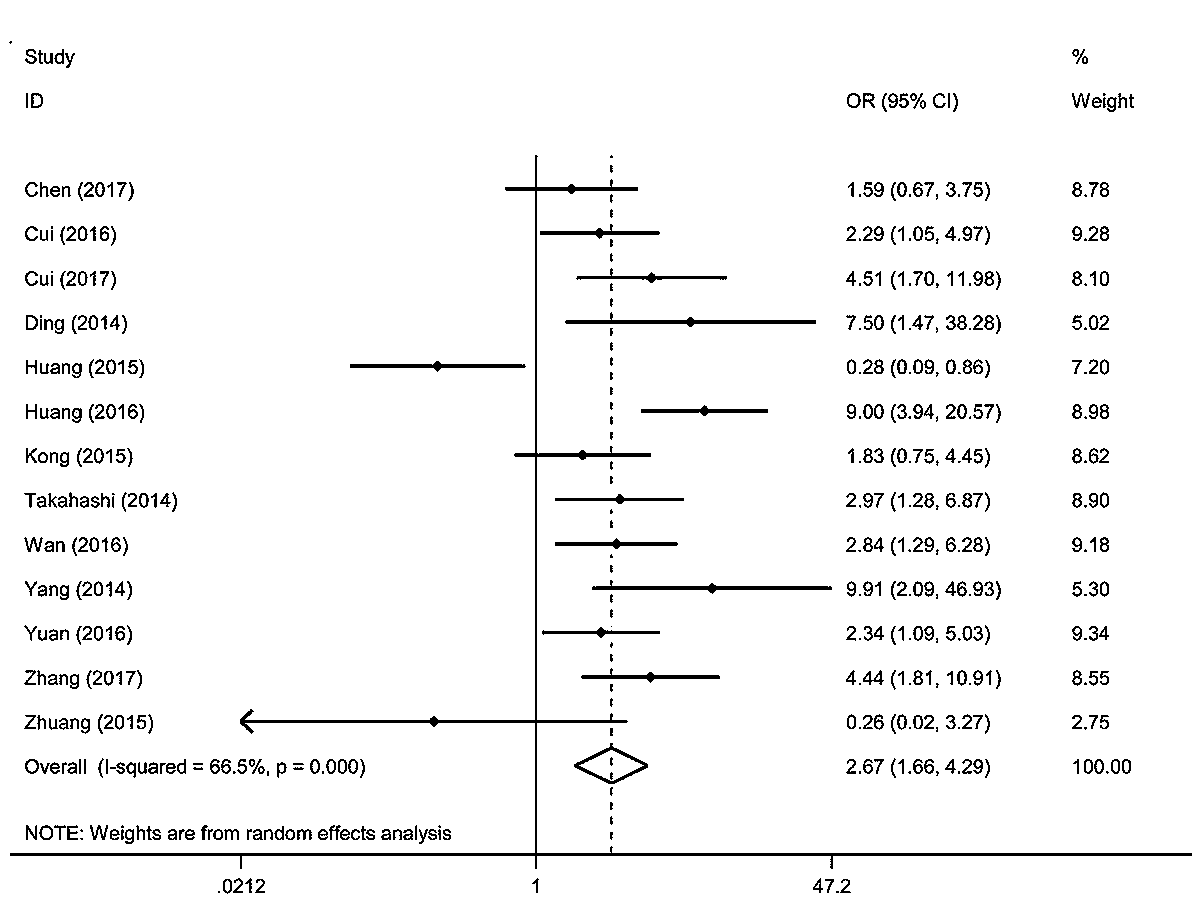 Study %
ID OR (95% CI) Weight
Chen (2017) 1.59 (0.67, 3.75) 8.78
Cui (2016) 2.29 (1.05, 4.97) 9.28
Cui (2017) 4.51 (1.70, 11.98) 8.10
Ding (2014) 7.50 (1.47, 38.28) 5.02
Huang (2015) 0.28 (0.09, 0.86) 7.20
Huang (2016) 9.00 (3.94, 20.57) 8.98
Kong (2015) 1.83 (0.75, 4.45) 8.62
Takahashi (2014) 2.97 (1.28, 6.87) 8.90
Wan (2016) 2.84 (1.29, 6.28) 9.18
Yang (2014) 9.91 (2.09, 46.93) 5.30
Yuan (2016) 2.34 (1.09, 5.03) 9.34
Zhang (2017) 4.44 (1.81, 10.91) 8.55
Zhuang (2015) 0.26 (0.02, 3.27) 2.75
Overall (I-squared = 66.5%, p = 0.000) 2.67 (1.66, 4.29) 100.00
NOTE: Weights are from random effects analysis
.0212 1 47.2